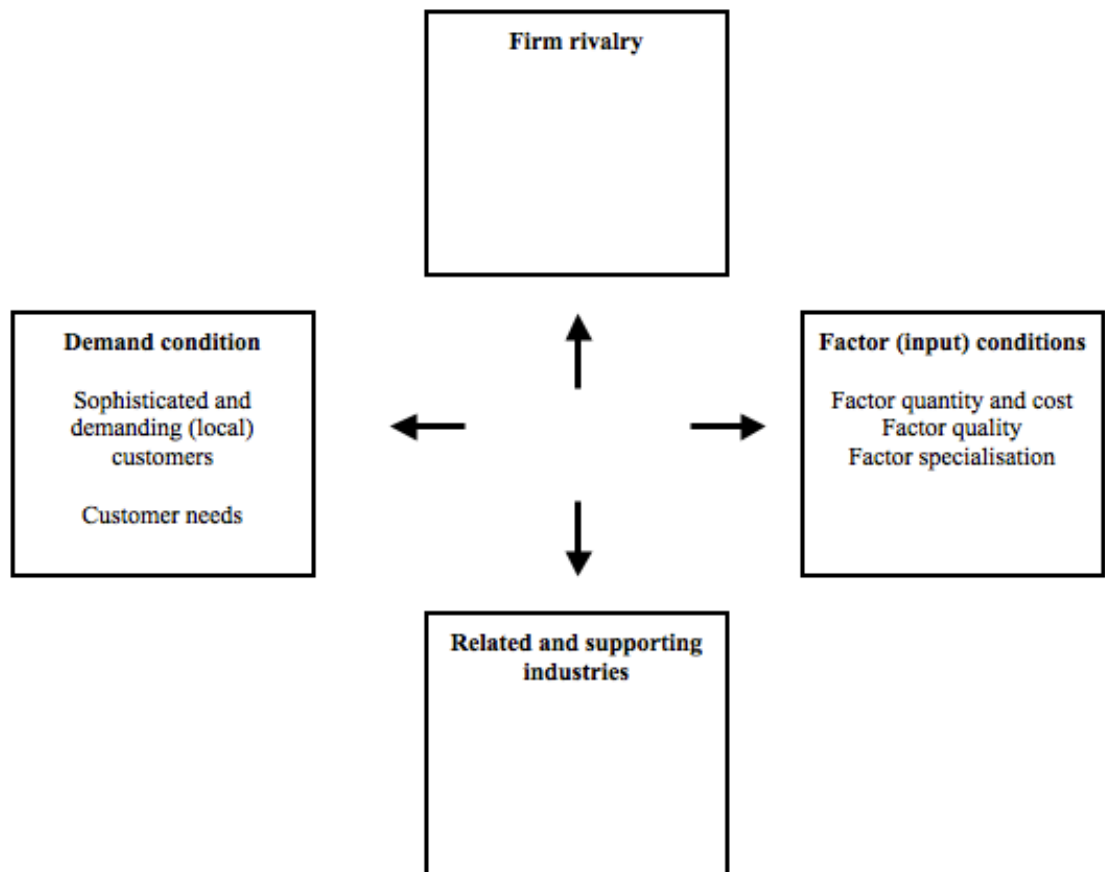 Firm rivalry
Demand condition
Sophisticated and
demanding (local)
customers
Customer needs
Factor (input) conditions
Factor quantity and cost
Factor quality
Factor specialisation
Related and supporting
industries